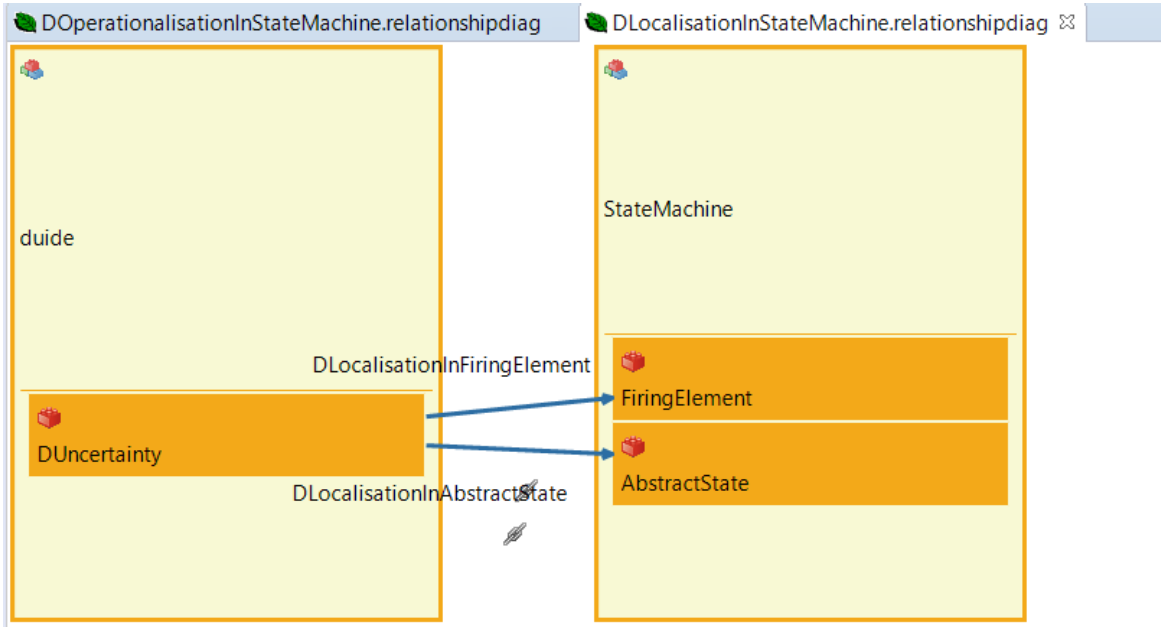 DOperationalisationInStateMachine.relationshipdiag
DLocalisationInStateMachine.relationshipdiag
duide
StateMachine
DLocalisationInFiringElement
FiringElement
DUncertainty
DLocalisationInAbstractState
AbstractState